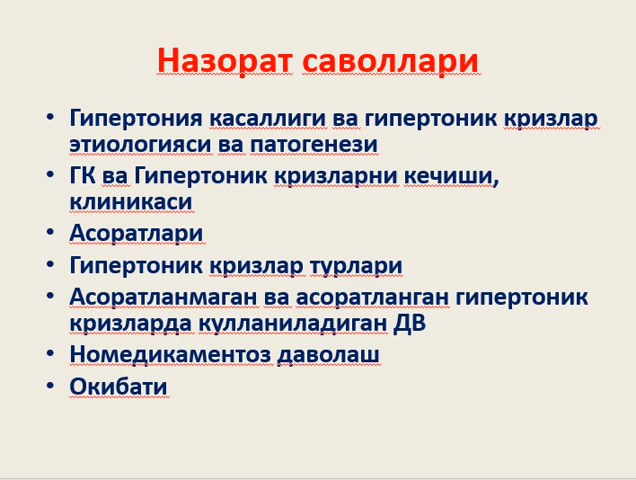 Назорат саволлари
• Гипертония касаллиги ва гипертоник кризлар
этиологияси ва патогенези
• ГК ва Гипертоник кризларни кечиши,
клиникаси
• Асоратлари
• Гипертоник кризлар турлари
• Асоратланмаган ва асоратланган гипертоник
кризларда кулланиладиган ДВ
• Номедикаментоз даволаш
• Окибати